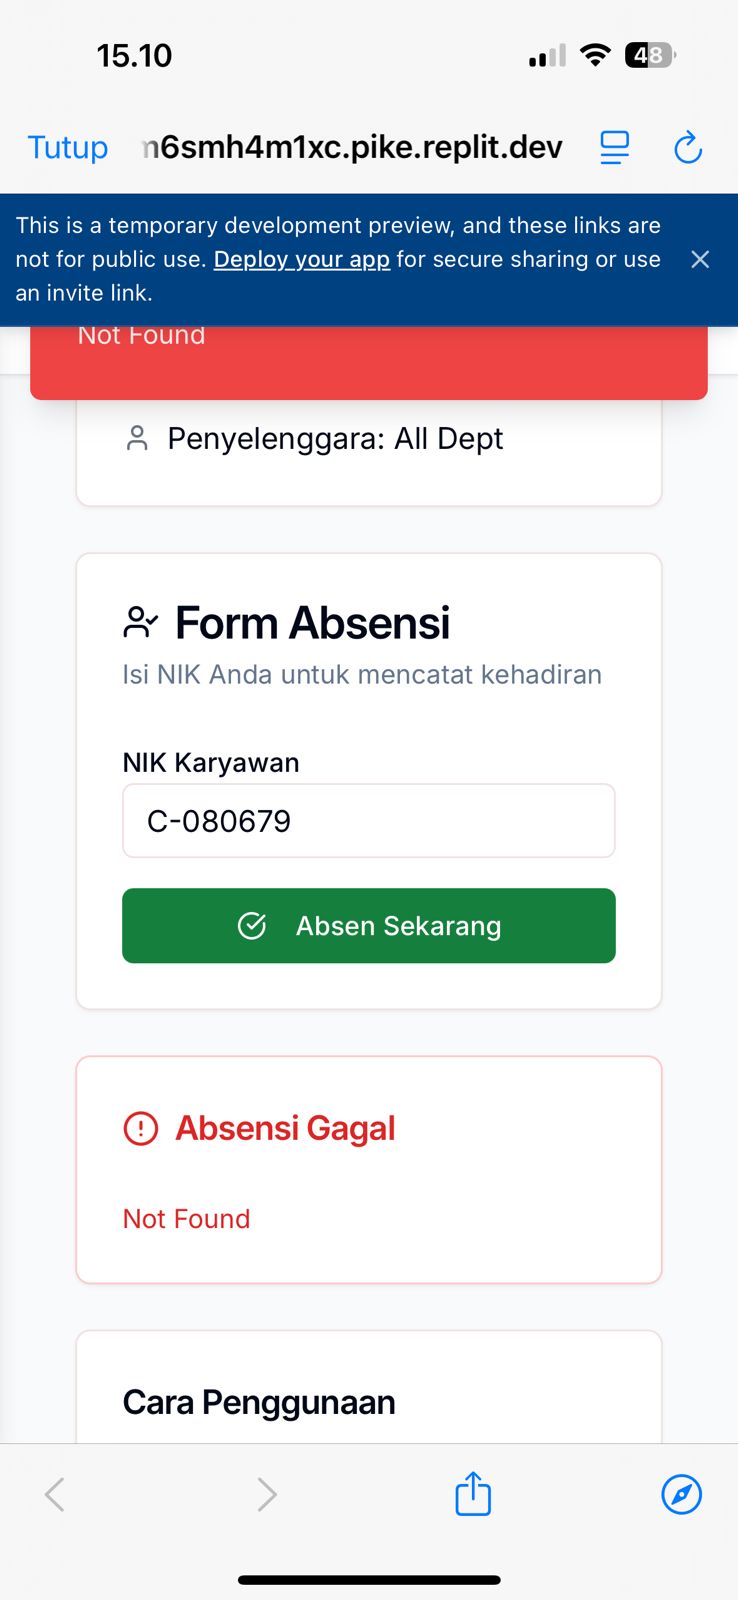 15.10
48
Tutup
n6smh4m1xc.pike.replit.dev
This is a temporary development preview, and these links are
not for public use. Deploy your app for secure sharing or use
an invite link.
Not Found
Penyelenggara: All Dept
Form Absensi
Isi NIK Anda untuk mencatat kehadiran
NIK Karyawan
C-080679
Absen Sekarang
Absensi Gagal
Not Found
Cara Penggunaan